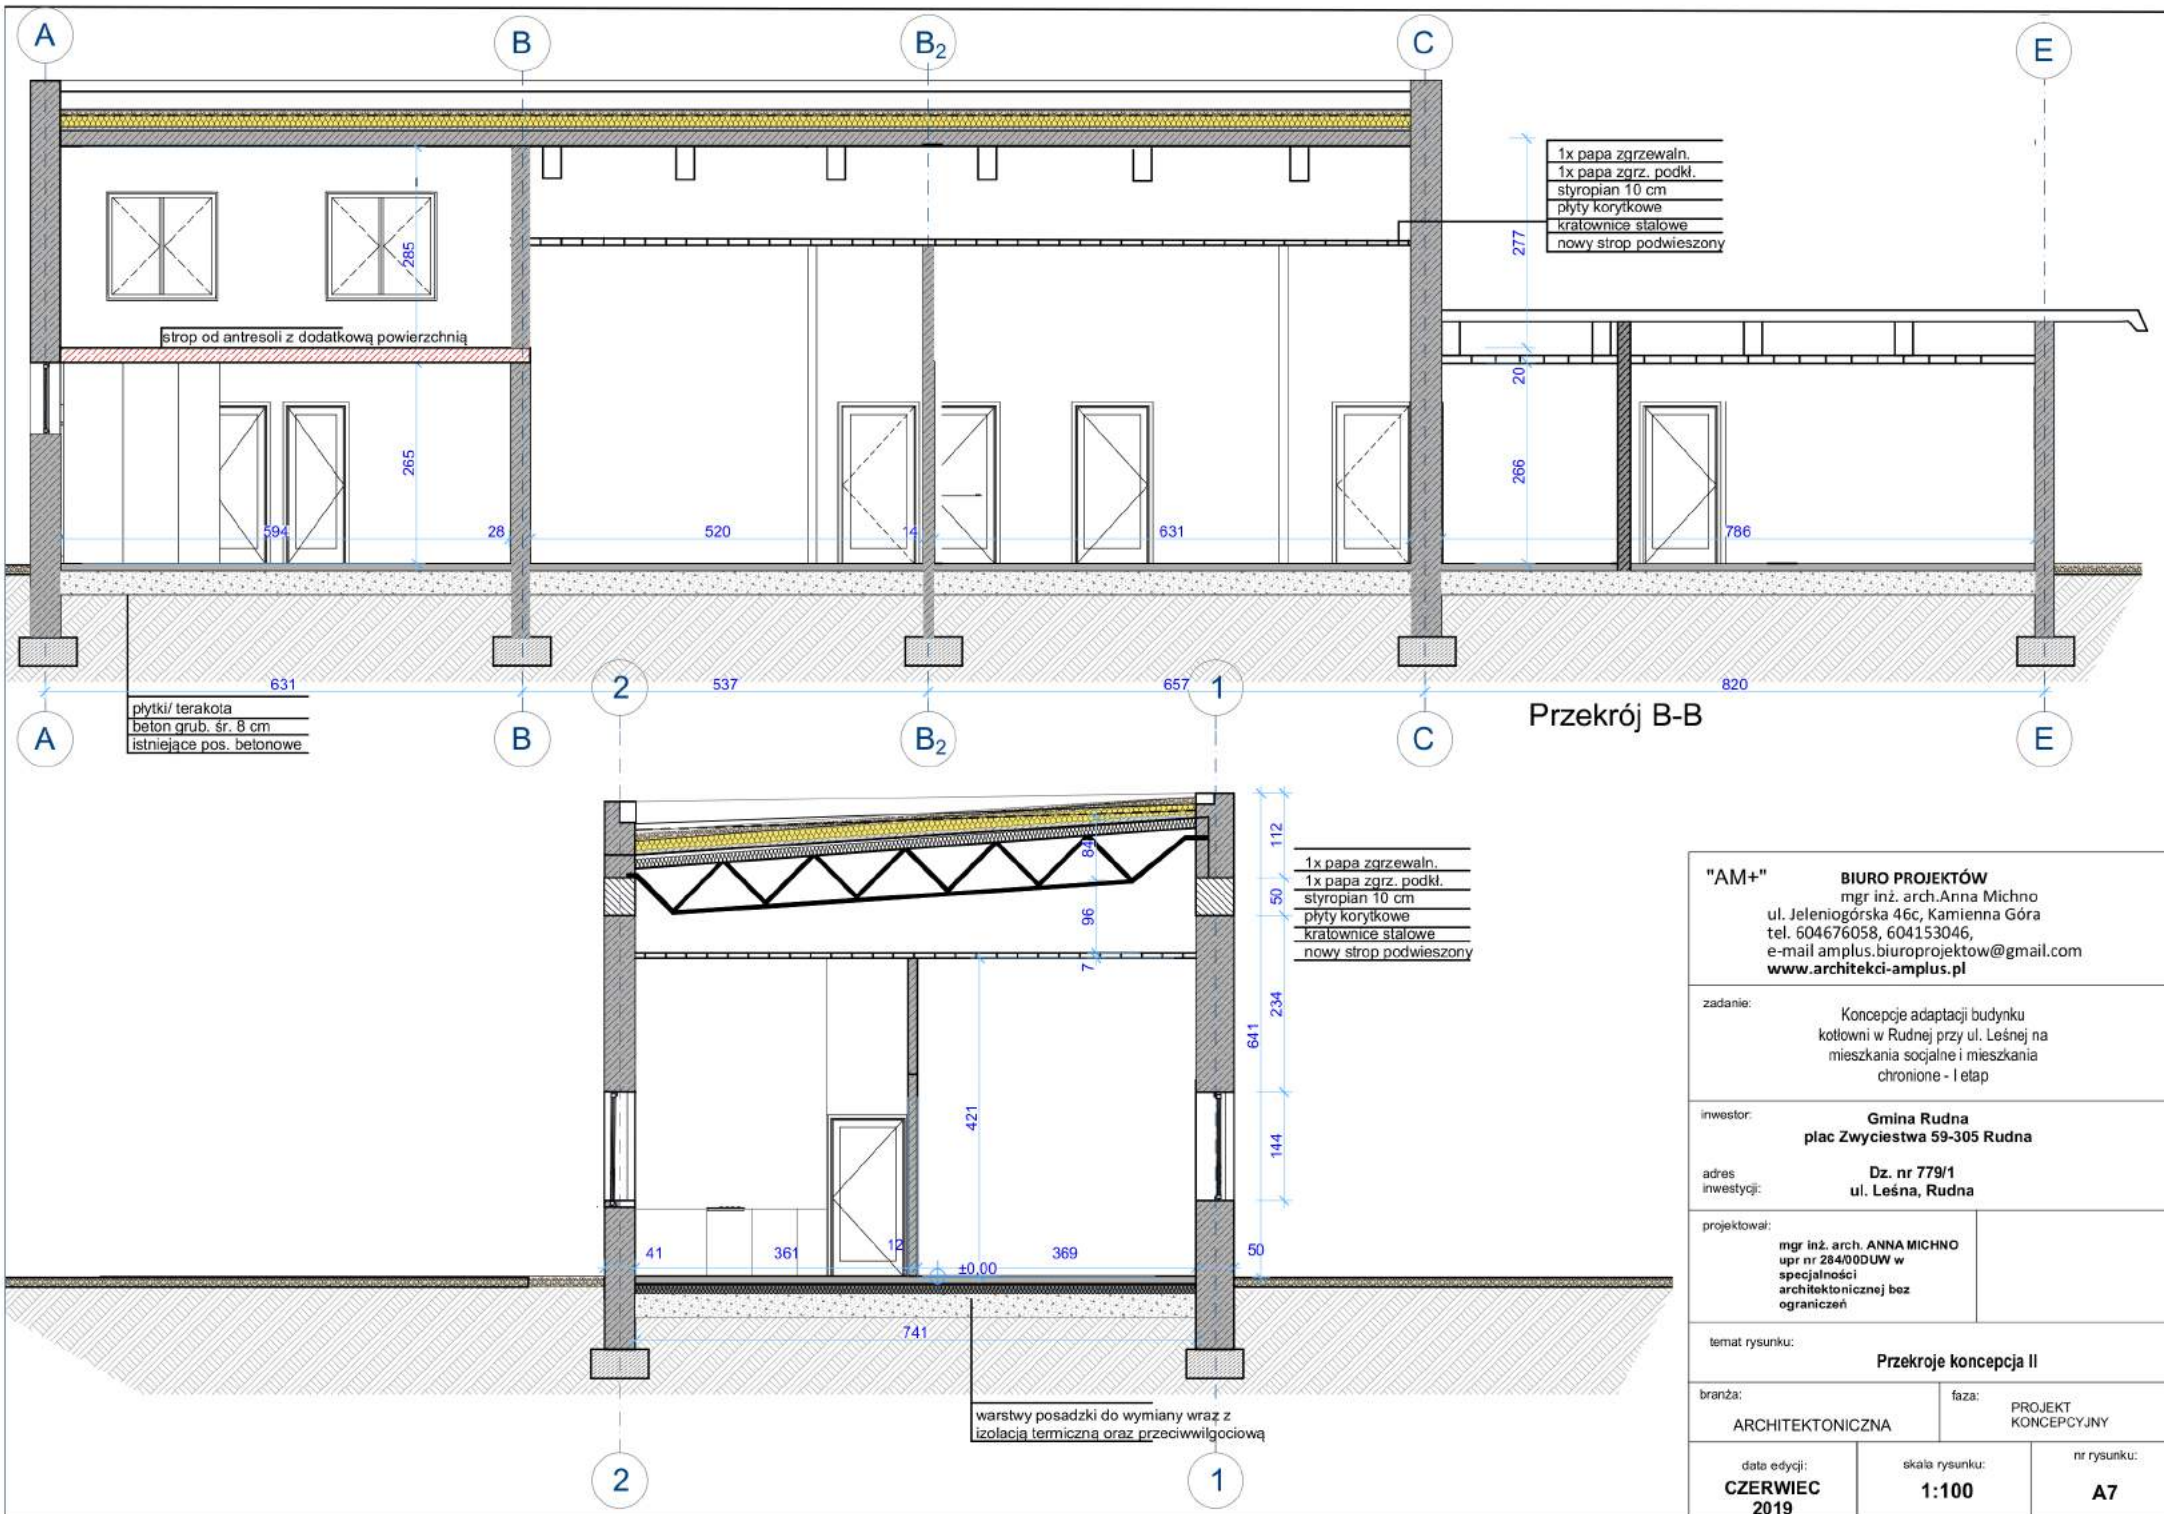 A
B
B2
C
E
1x papa zgrzewaln.
1x papa zgrz. podkł.
styropian 10 cm
płyty korytkowe
kratownice stalowe
nowy strop podwieszony
277
285
strop od antresoli z dodatkową powierzchnią
20
265
266
594
28
520
14
631
786
631
537
657
820
płytki/ terakota
beton grub. śr. 8 cm
istniejące pos. betonowe
A
B
2
B2
1
C
E
Przekrój B-B
112
84
50
96
7
1x papa zgrzewaln.
1x papa zgrz. podkł.
styropian 10 cm
płyty korytkowe
kratownice stalowe
nowy strop podwieszony
234
641
421
144
41
361
12
369
50
±0,00
741
warstwy posadzki do wymiany wraz z
izolacją termiczną oraz przeciwwilgociową
2
1
"AM+"
BIURO PROJEKTÓW
mgr inż. arch.Anna Michno
ul. Jeleniogórska 46c, Kamienna Góra
tel. 604676058, 604153046,
e-mail amplus.biuroprojektow@gmail.com
www.architekci-amplus.pl
zadanie:
Koncepcje adaptacji budynku
kotłowni w Rudnej przy ul. Leśnej na
mieszkania socjalne i mieszkania
chronione - I etap
inwestor:
Gmina Rudna
plac Zwyciestwa 59-305 Rudna
adres
inwestycji:
Dz. nr 779/1
ul. Leśna, Rudna
projektował:
mgr inż. arch. ANNA MICHNO
upr nr 284/00DUW w
specjalności
architektonicznej bez
ograniczeń
temat rysunku:
Przekroje koncepcja II
branża:
ARCHITEKTONICZNA
faza:
PROJEKT
KONCEPCYJNY
data edycji:
CZERWIEC
2019
skala rysunku:
1:100
nr rysunku:
A7